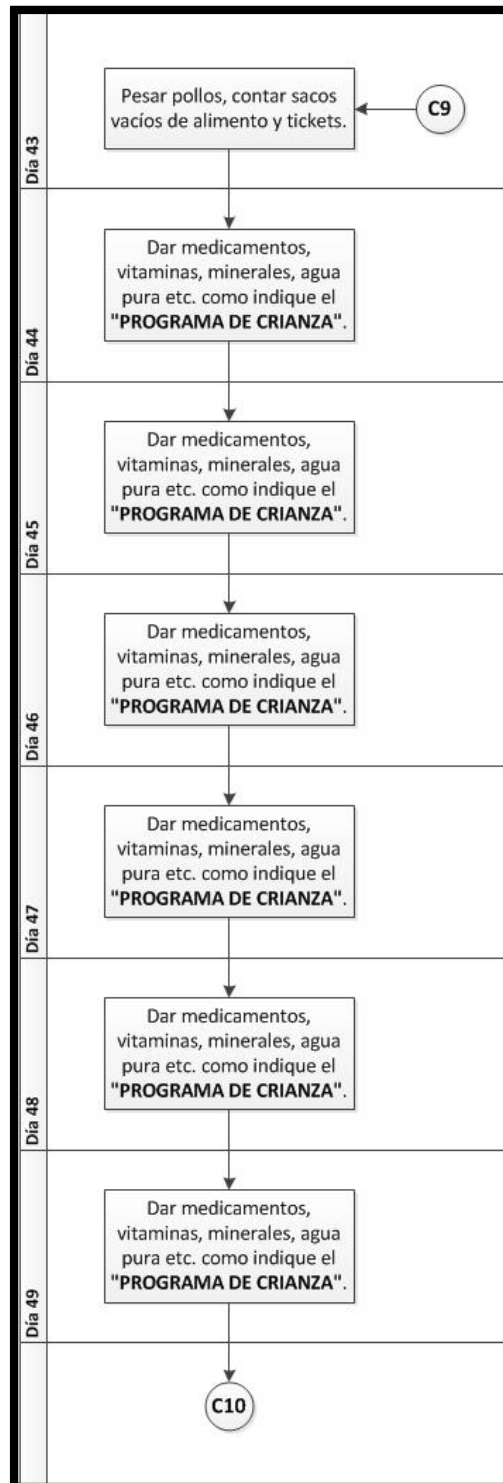 Día 43
Pesar pollos, contar sacos
vacíos de alimento y tickets.
C9
Día 44
Dar medicamentos,
vitaminas, minerales, agua
pura etc. como indique el
"PROGRAMA DE CRIANZA".
Día 45
Dar medicamentos,
vitaminas, minerales, agua
pura etc. como indique el
"PROGRAMA DE CRIANZA".
Día 46
Dar medicamentos,
vitaminas, minerales, agua
pura etc. como indique el
"PROGRAMA DE CRIANZA".
Día 47
Dar medicamentos,
vitaminas, minerales, agua
pura etc. como indique el
"PROGRAMA DE CRIANZA".
Día 48
Dar medicamentos,
vitaminas, minerales, agua
pura etc. como indique el
"PROGRAMA DE CRIANZA".
Día 49
Dar medicamentos,
vitaminas, minerales, agua
pura etc. como indique el
"PROGRAMA DE CRIANZA".
C10